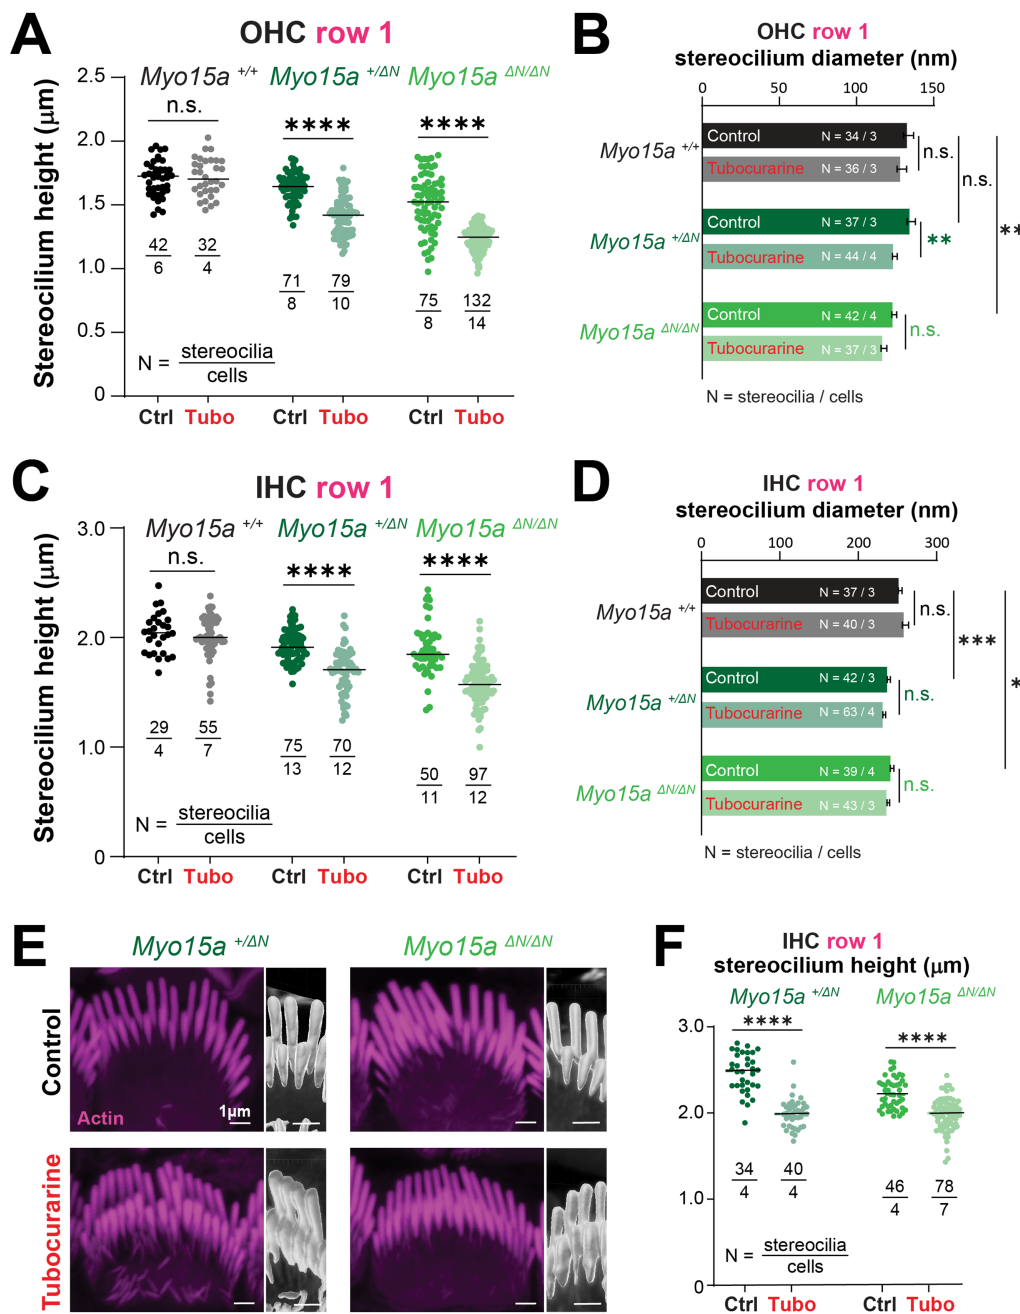 A
OHC row 1
Stereocilium height (μm)
2.5
2.0
1.5
1.0
0.5
0
Myo15a +/+
Myo15a +/ΔN
Myo15a ΔN/ΔN
n.s.
****
****
42
6
32
4
71
8
79
10
75
8
132
14
N = stereocilia
cells
Ctrl Tubo Ctrl Tubo Ctrl Tubo
B
OHC row 1
stereocilium diameter (nm)
0 50 100 150
Myo15a +/+
Control N = 34 / 3
Tubocurarine N = 36 / 3
n.s.
n.s.
**
Myo15a +/ΔN
Control N = 37 / 3
Tubocurarine N = 44 / 4
**
Myo15a ΔN/ΔN
Control N = 42 / 4
Tubocurarine N = 37 / 3
n.s.
N = stereocilia / cells
C
IHC row 1
Stereocilium height (μm)
3.0
2.0
1.0
0
Myo15a +/+
Myo15a +/ΔN
Myo15a ΔN/ΔN
n.s.
****
****
29
4
55
7
75
13
70
12
50
11
97
12
N = stereocilia
cells
Ctrl Tubo Ctrl Tubo Ctrl Tubo
D
IHC row 1
stereocilium diameter (nm)
0 100 200 300
Myo15a +/+
Control N = 37 / 3
Tubocurarine N = 40 / 3
n.s.
***
*
Myo15a +/ΔN
Control N = 42 / 3
Tubocurarine N = 63 / 4
n.s.
Myo15a ΔN/ΔN
Control N = 39 / 4
Tubocurarine N = 43 / 3
n.s.
N = stereocilia / cells
E
Myo15a +/ΔN
Myo15a ΔN/ΔN
Control
Actin
1μm
Tubocurarine
F
IHC row 1
stereocilium height (μm)
Myo15a +/ΔN
Myo15a ΔN/ΔN
3.0
2.0
1.0
0
****
****
34
4
40
4
46
4
78
7
N = stereocilia
cells
Ctrl Tubo Ctrl Tubo